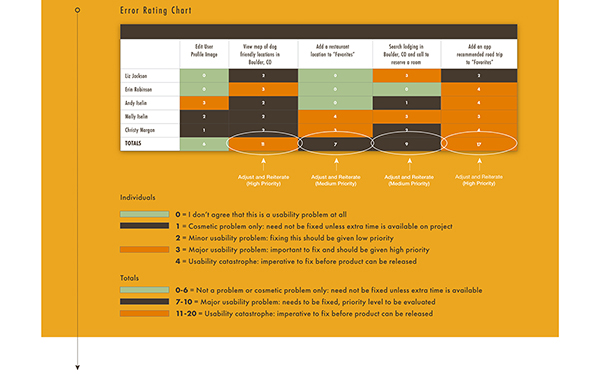 Error Rating Chart
Edit User Profile Image
View map of dog friendly locations in Boulder, CO
Add a restaurant location to "Favorites"
Search lodging in Boulder, CO and call to reserve a room
Add an app recommended road trip to "Favorites"
Liz Jackson 0 2 0 3 2
Erin Robinson 0 3 0 0 4
Andy Itelin 3 2 0 1 4
Molly Itelin 2 2 4 3 3
Christy Morgan 1
TOTALS 6 11 7 9 17
Adjust and Reiterate (High Priority)
Adjust and Reiterate (Medium Priority)
Adjust and Reiterate (Medium Priority)
Adjust and Reiterate (High Priority)
Individuals
0 = I don't agree that this is a usability problem at all
1 = Cosmetic problem only: need not be fixed unless extra time is available on project
2 = Minor usability problem: fixing this should be given low priority
3 = Major usability problem: important to fix and should be given high priority
4 = Usability catastrophe: imperative to fix before product can be released
Totals
0-6 = Not a problem or cosmetic problem only: need not be fixed unless extra time is available
7-10 = Major usability problem: needs to be fixed, priority level to be evaluated
11-20 = Usability catastrophe: imperative to fix before product can be released